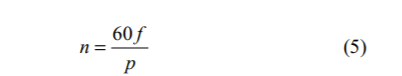 n = 60f / p (5)